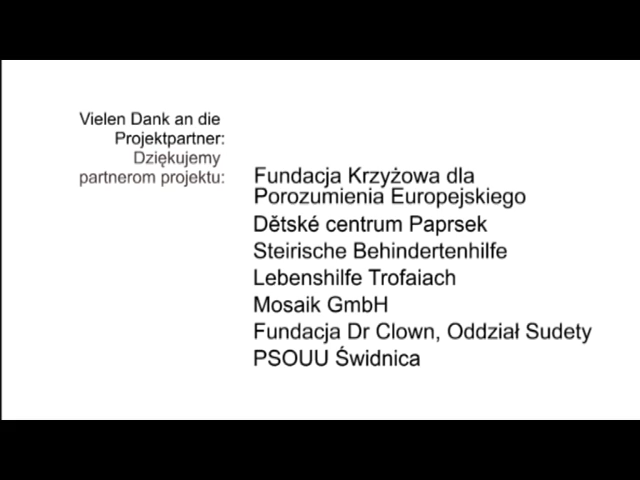 Vielen Dank an die
Projektpartner:
Dziękujemy
partnerom projektu:
Fundacja Krzyżowa dla
Porozumienia Europejskiego
Dětské centrum Paprsek
Steirische Behindertenhilfe
Lebenshilfe Trofaiach
Mosaik GmbH
Fundacja Dr Clown, Oddział Sudety
PSOUU Świdnica